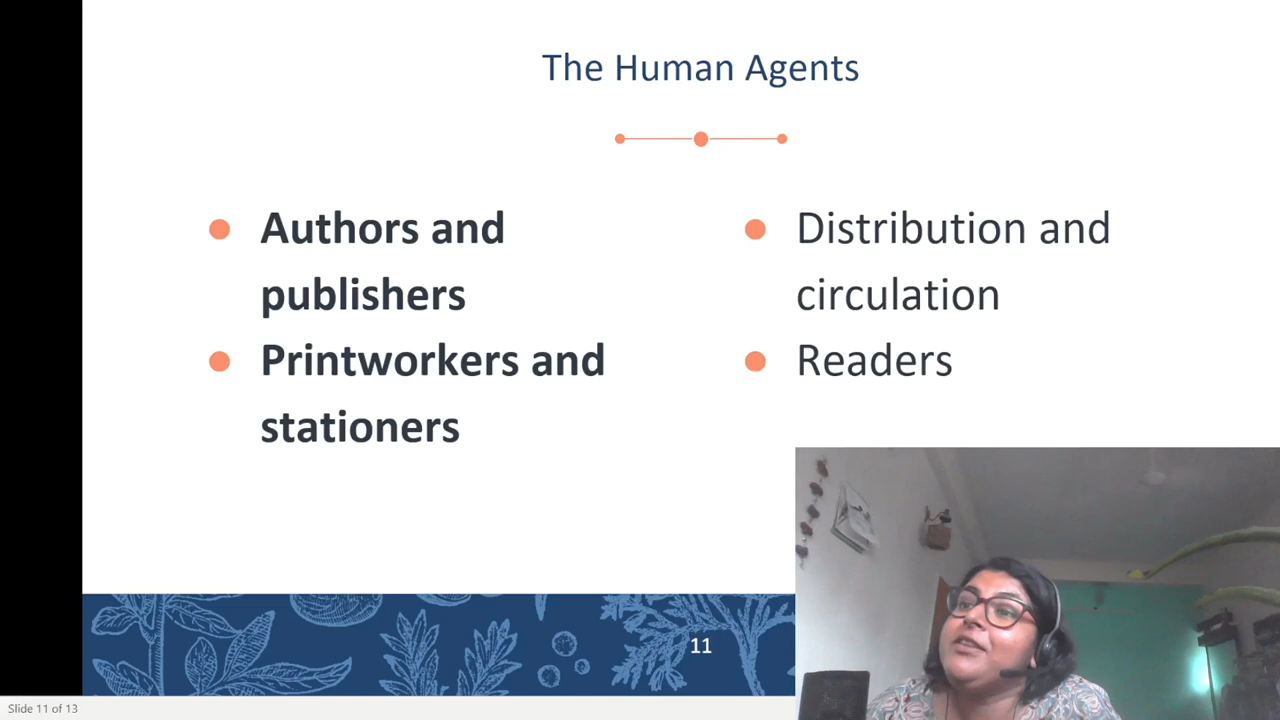 The Human Agents
Authors and
publishers
Printworkers and
stationers
Distribution and
circulation
Readers
11
Slide 11 of 13